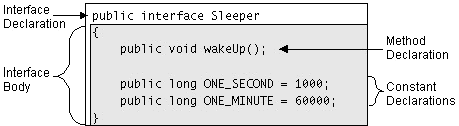 Interface
Declaration
public interface Sleeper
{
public void wakeUp();
Method
Declaration
Interface
Body
public long ONE_SECOND = 1000;
public long ONE_MINUTE = 60000;
Constant
Declarations
}